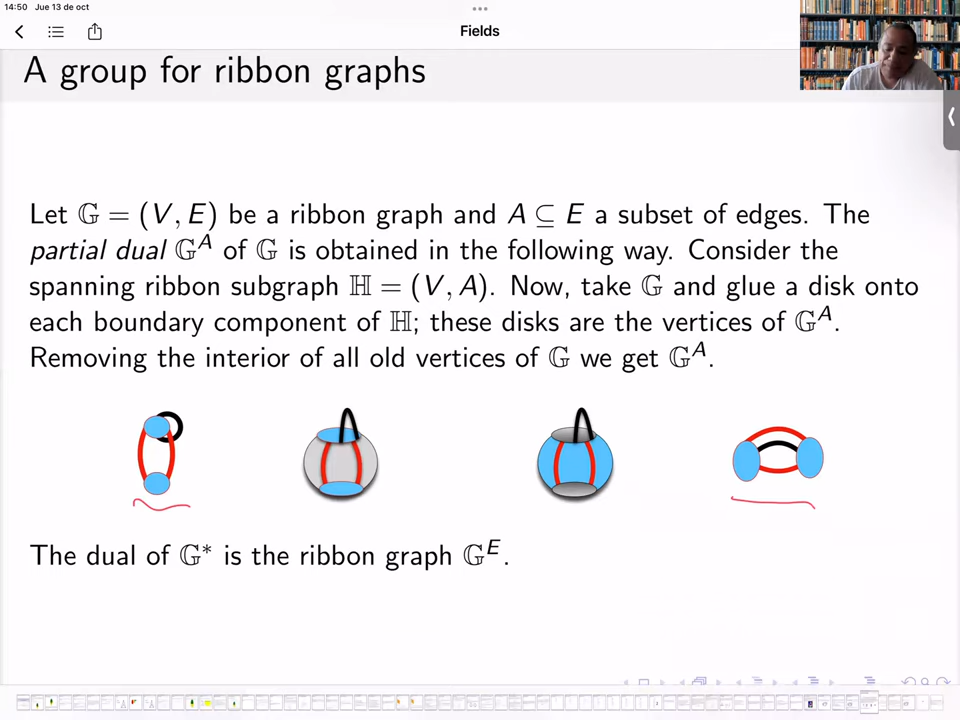 14:50 Jue 13 de oct
Fields
A group for ribbon graphs
Let 𝔾 = (V, E) be a ribbon graph and A ⊆ E a subset of edges. The
partial dual 𝔾^A of 𝔾 is obtained in the following way. Consider the
spanning ribbon subgraph ℍ = (V, A). Now, take 𝔾 and glue a disk onto
each boundary component of ℍ; these disks are the vertices of 𝔾^A.
Removing the interior of all old vertices of 𝔾 we get 𝔾^A.
The dual of 𝔾* is the ribbon graph 𝔾^E.